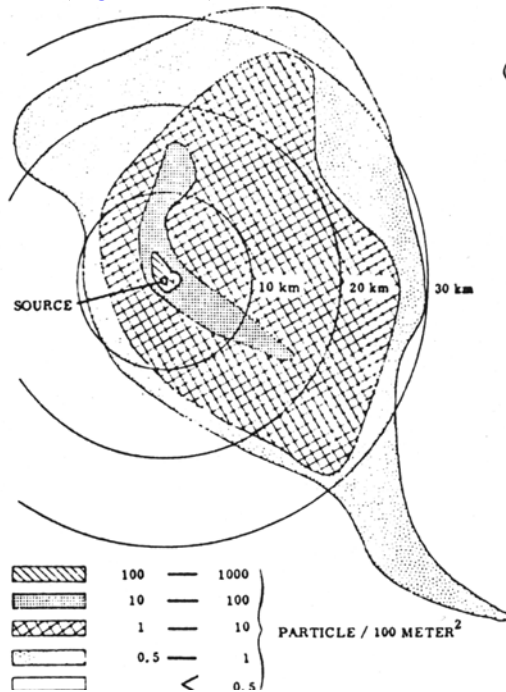 SOURCE
10 km
20 km
30 km
100 — 1000
10 — 100
1 — 10
0.5 — 1
< 0.5
PARTICLE / 100 METER²